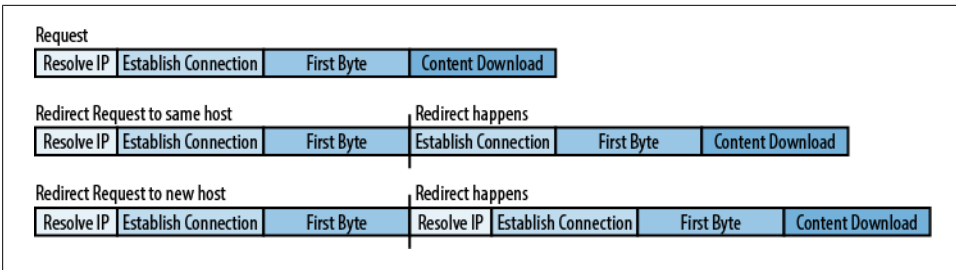 Request
Resolve IP Establish Connection First Byte Content Download
Redirect Request to same host Redirect happens
Resolve IP Establish Connection First Byte Establish Connection First Byte Content Download
Redirect Request to new host Redirect happens
Resolve IP Establish Connection First Byte Resolve IP Establish Connection First Byte Content Download